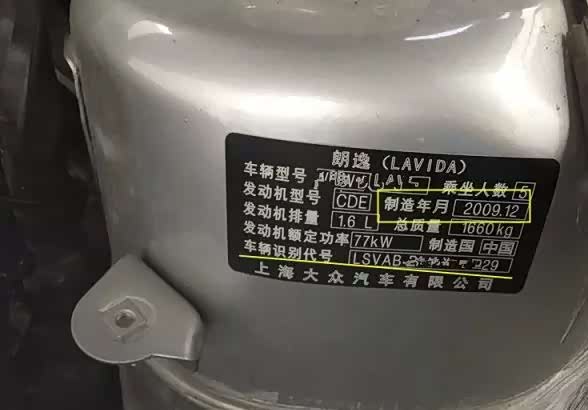 朗逸(LAVIDA)
车辆型号 乘坐人数 5
发动机型号 CDE 制造年月 2009.12
发动机排量 1.6 L 总质量 1660kg
发动机额定功率 77kW 制造国 中国
车辆识别代号 LSVAB 229
上海大众汽车有限公司